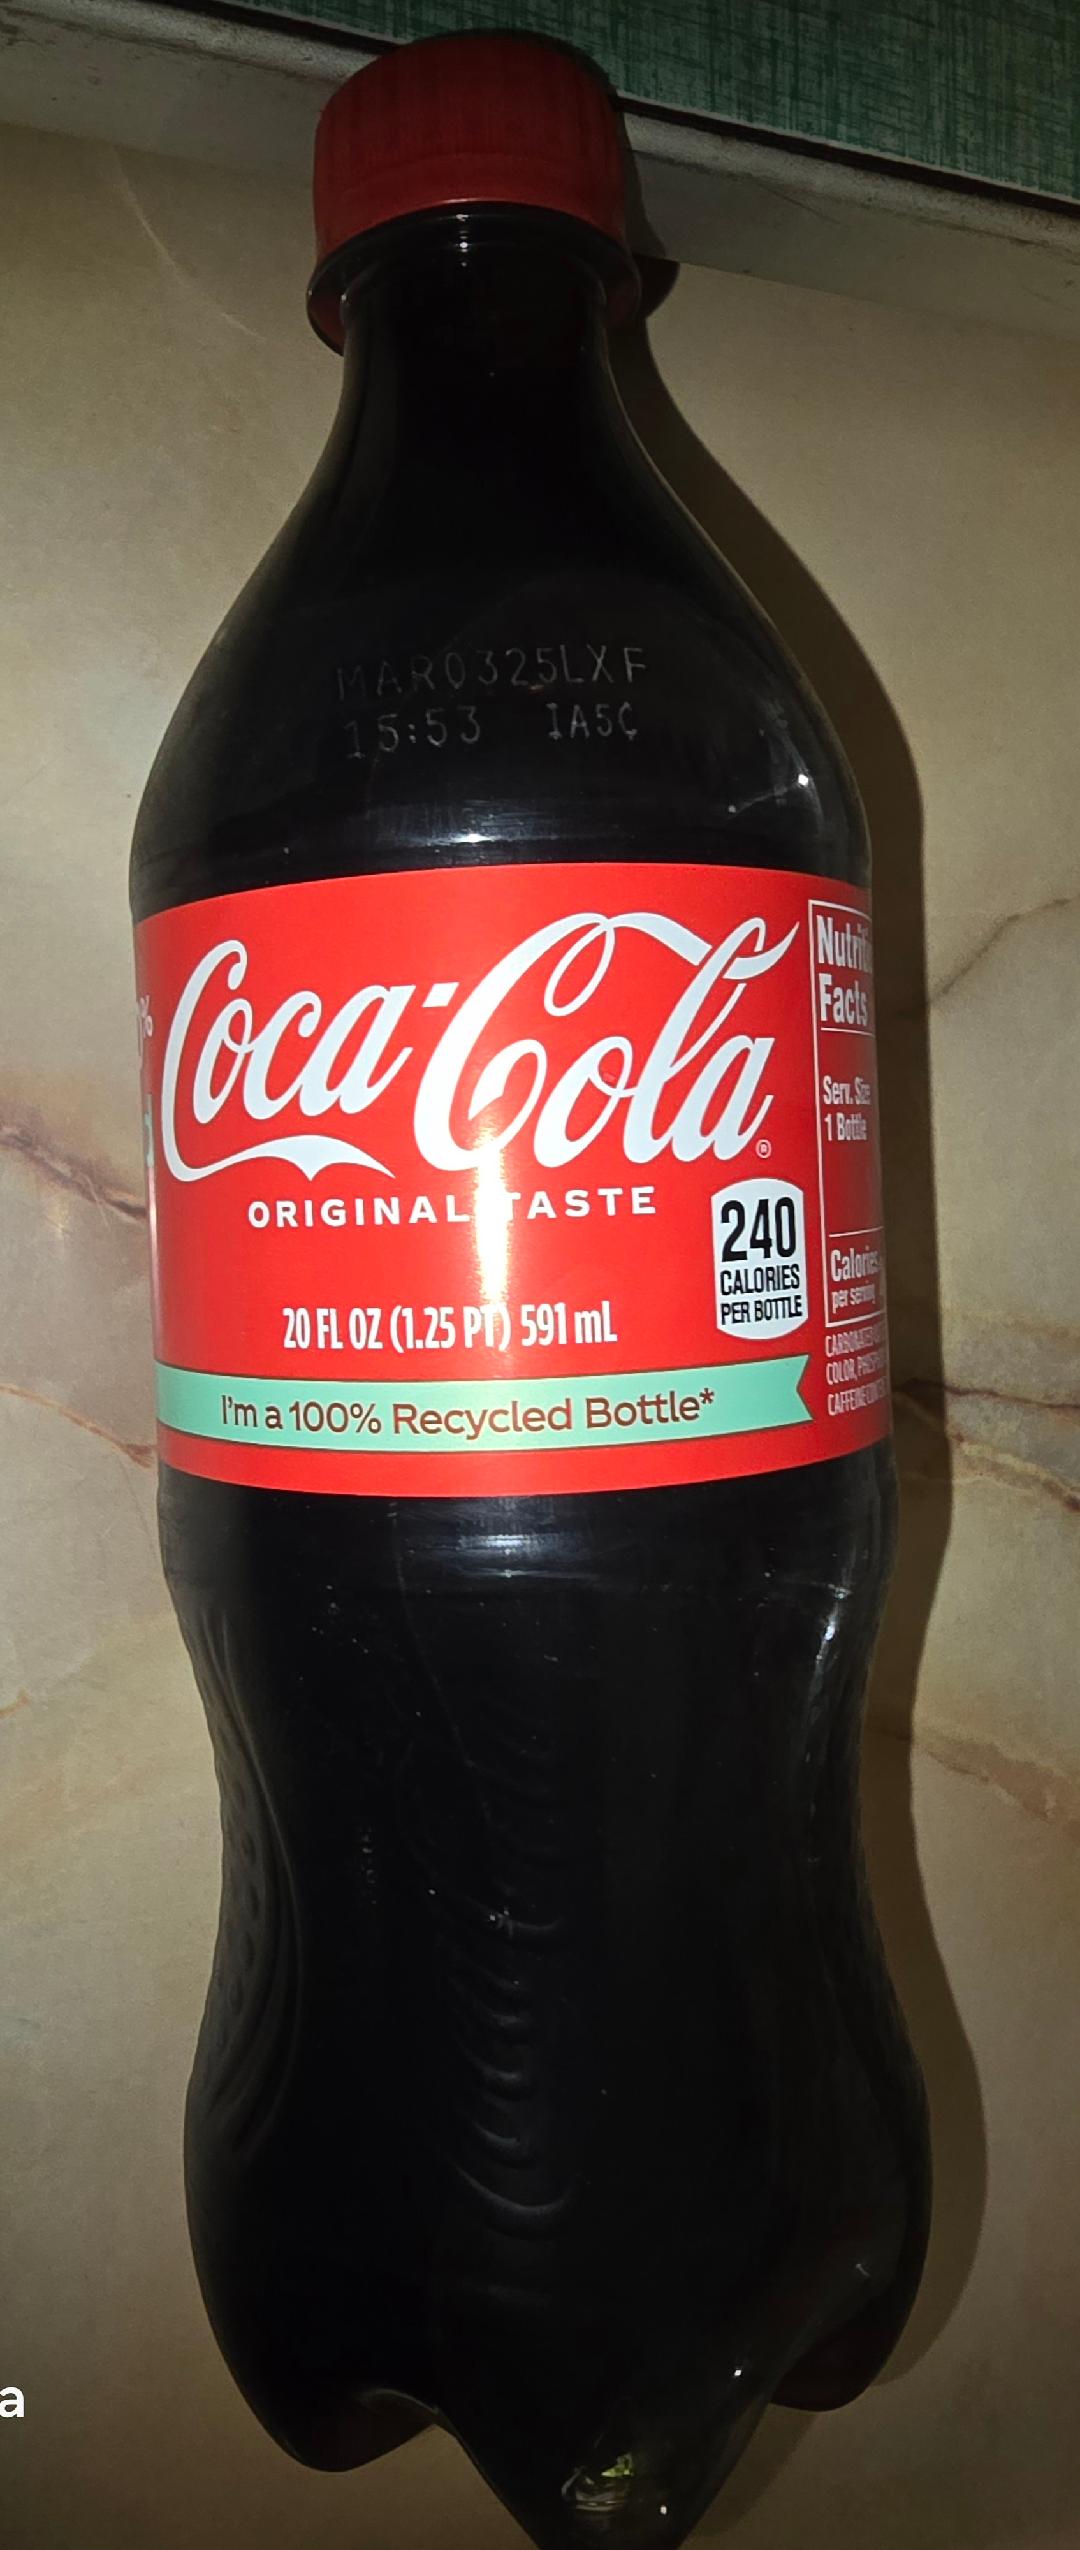 MAR0325LXF
15:53 IA5C
Coca-Cola®
ORIGINAL TASTE
240
CALORIES
PER BOTTLE
20 FL OZ (1.25 PT) 591 mL
I'm a 100% Recycled Bottle*
Facts
Serv. Size
1 Bottle
Calories
per serving
a